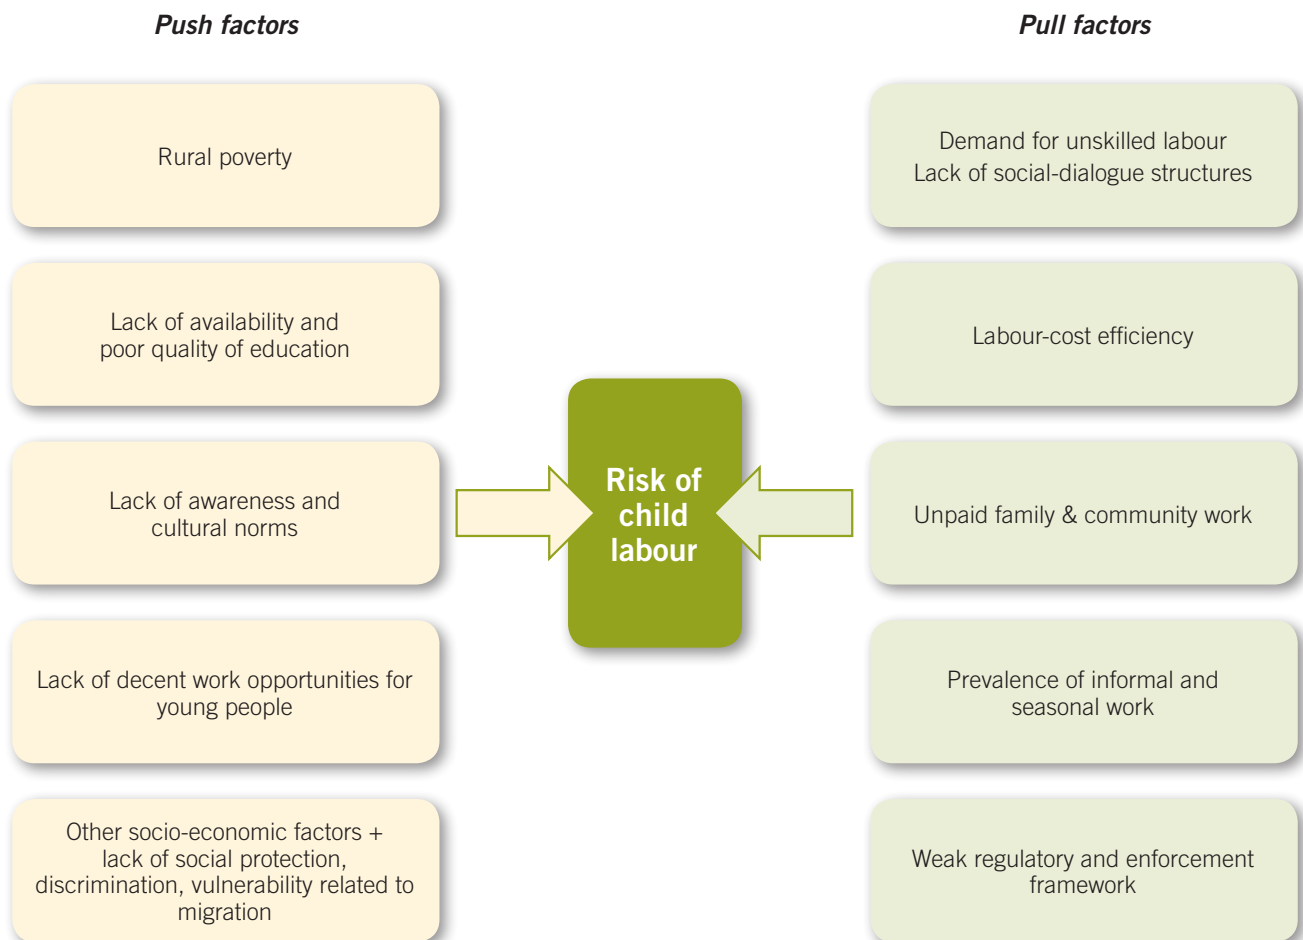 Push factors
Rural poverty
Lack of availability and
poor quality of education
Lack of awareness and
cultural norms
Lack of decent work opportunities for
young people
Other socio-economic factors +
lack of social protection,
discrimination, vulnerability related to
migration
Risk of
child
labour
Pull factors
Demand for unskilled labour
Lack of social-dialogue structures
Labour-cost efficiency
Unpaid family & community work
Prevalence of informal and
seasonal work
Weak regulatory and enforcement
framework